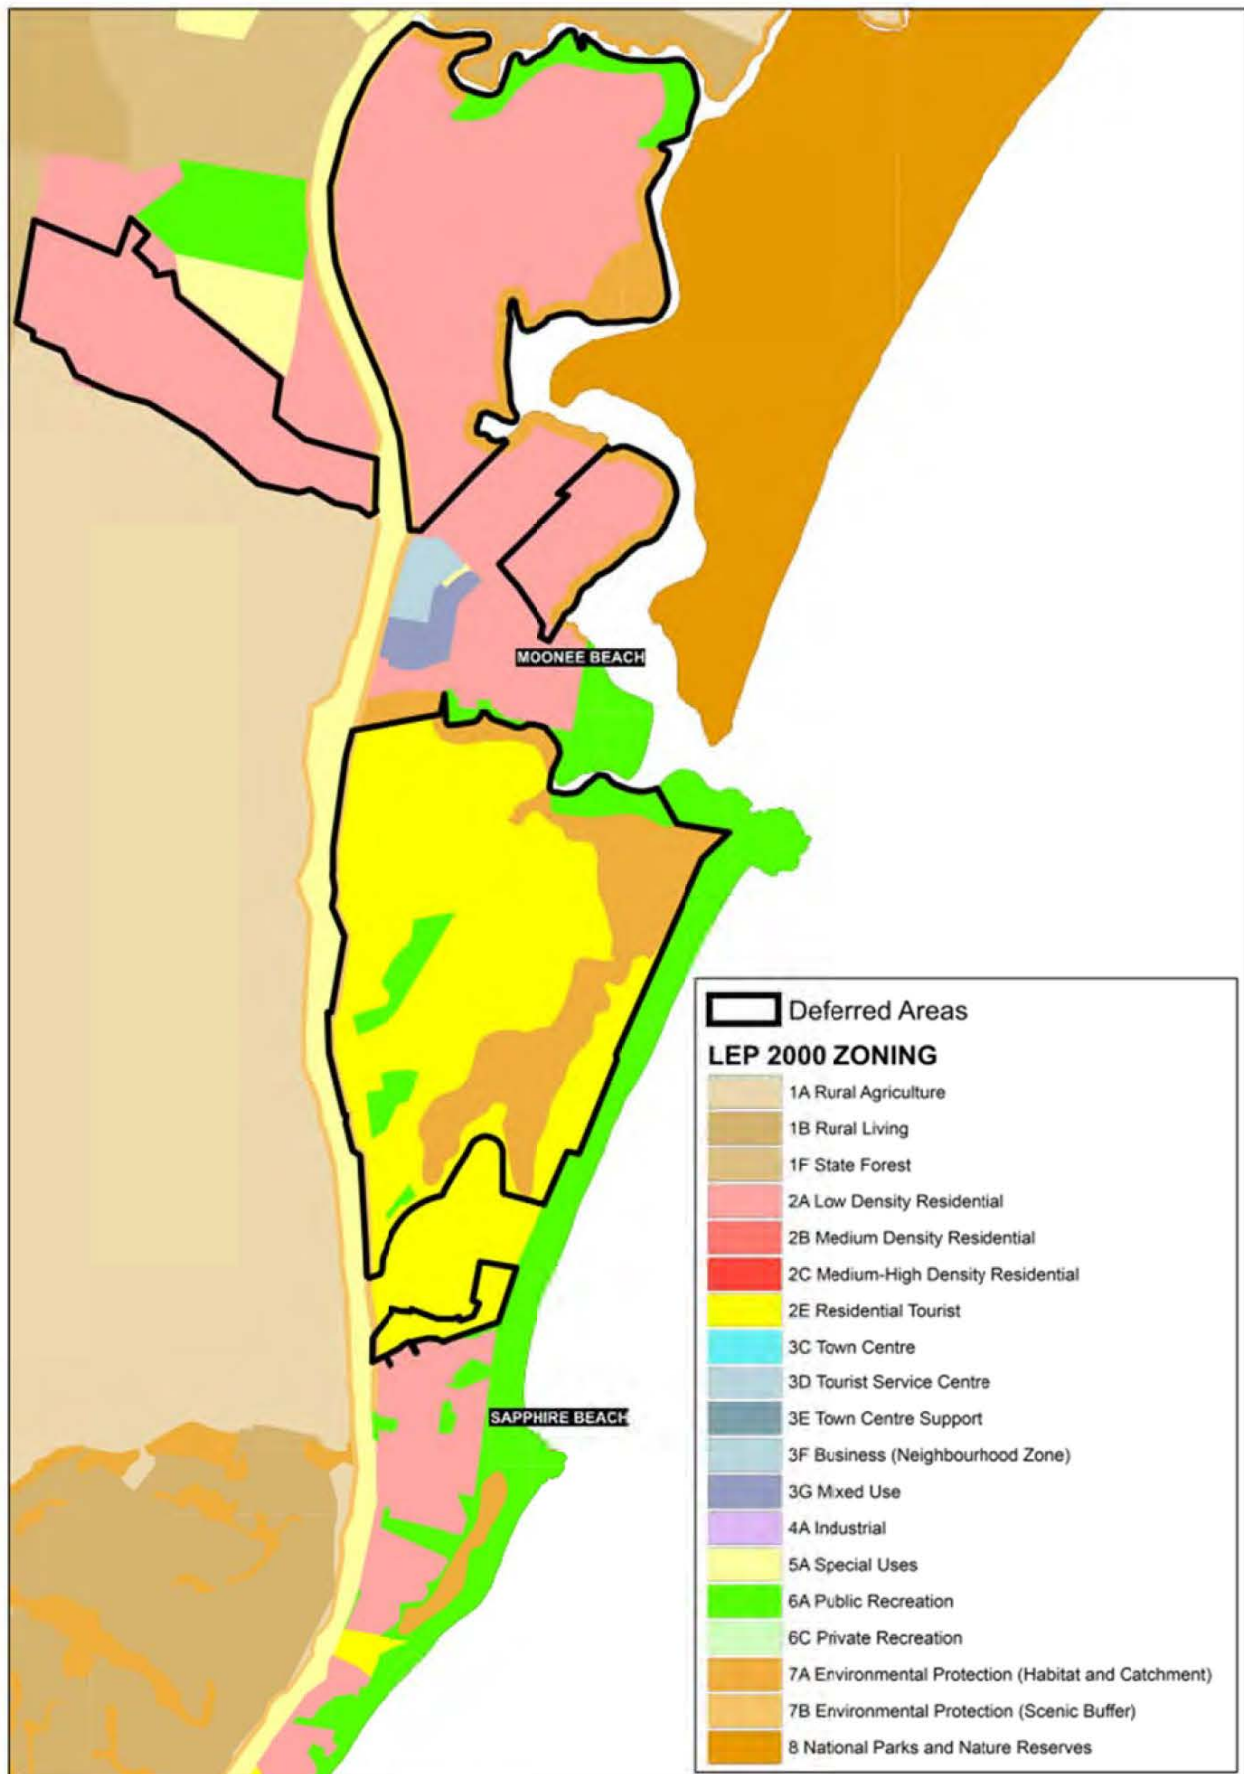 MOONEE BEACH
Deferred Areas
LEP 2000 ZONING
1A Rural Agriculture
1B Rural Living
1F State Forest
2A Low Density Residential
2B Medium Density Residential
2C Medium-High Density Residential
2E Residential Tourist
3C Town Centre
3D Tourist Service Centre
3E Town Centre Support
3F Business (Neighbourhood Zone)
3G Mixed Use
4A Industrial
5A Special Uses
6A Public Recreation
6C Private Recreation
7A Environmental Protection (Habitat and Catchment)
7B Environmental Protection (Scenic Buffer)
8 National Parks and Nature Reserves
SAPPHIRE BEACH